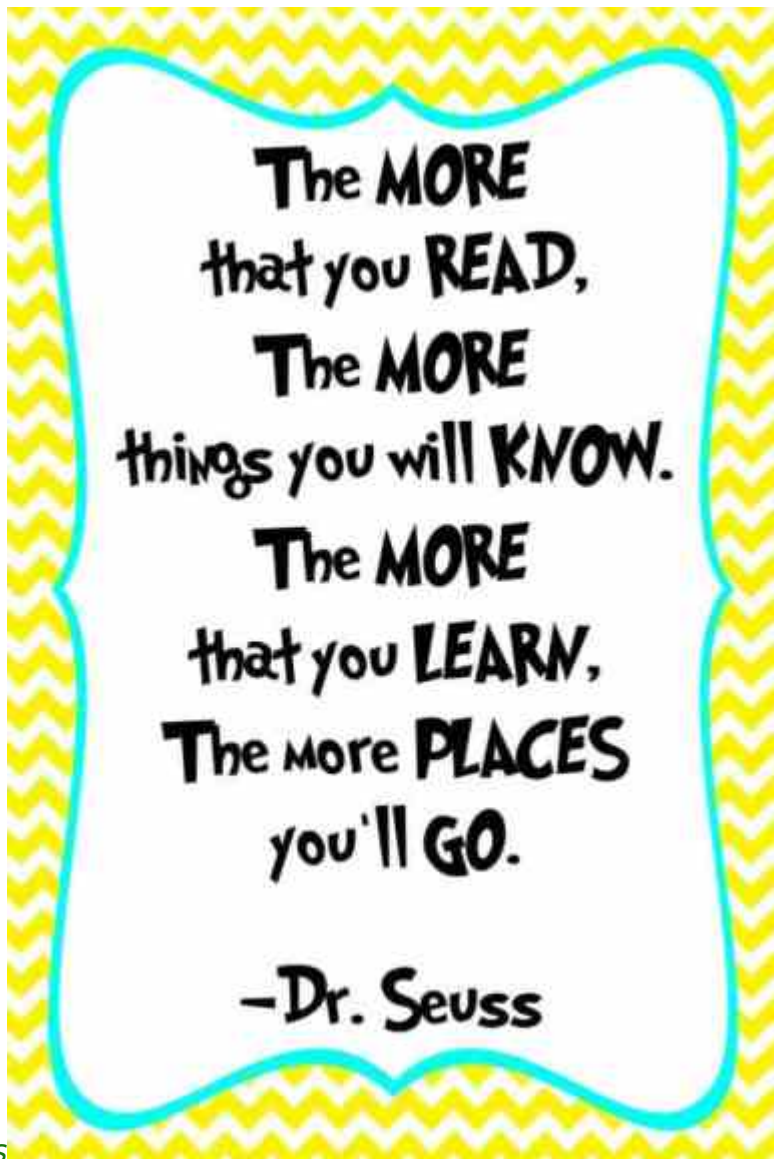 The MORE
that you READ,
The MORE
things you will KNOW.
The MORE
that you LEARN,
The more PLACES
you'll GO.
-Dr. Seuss
s